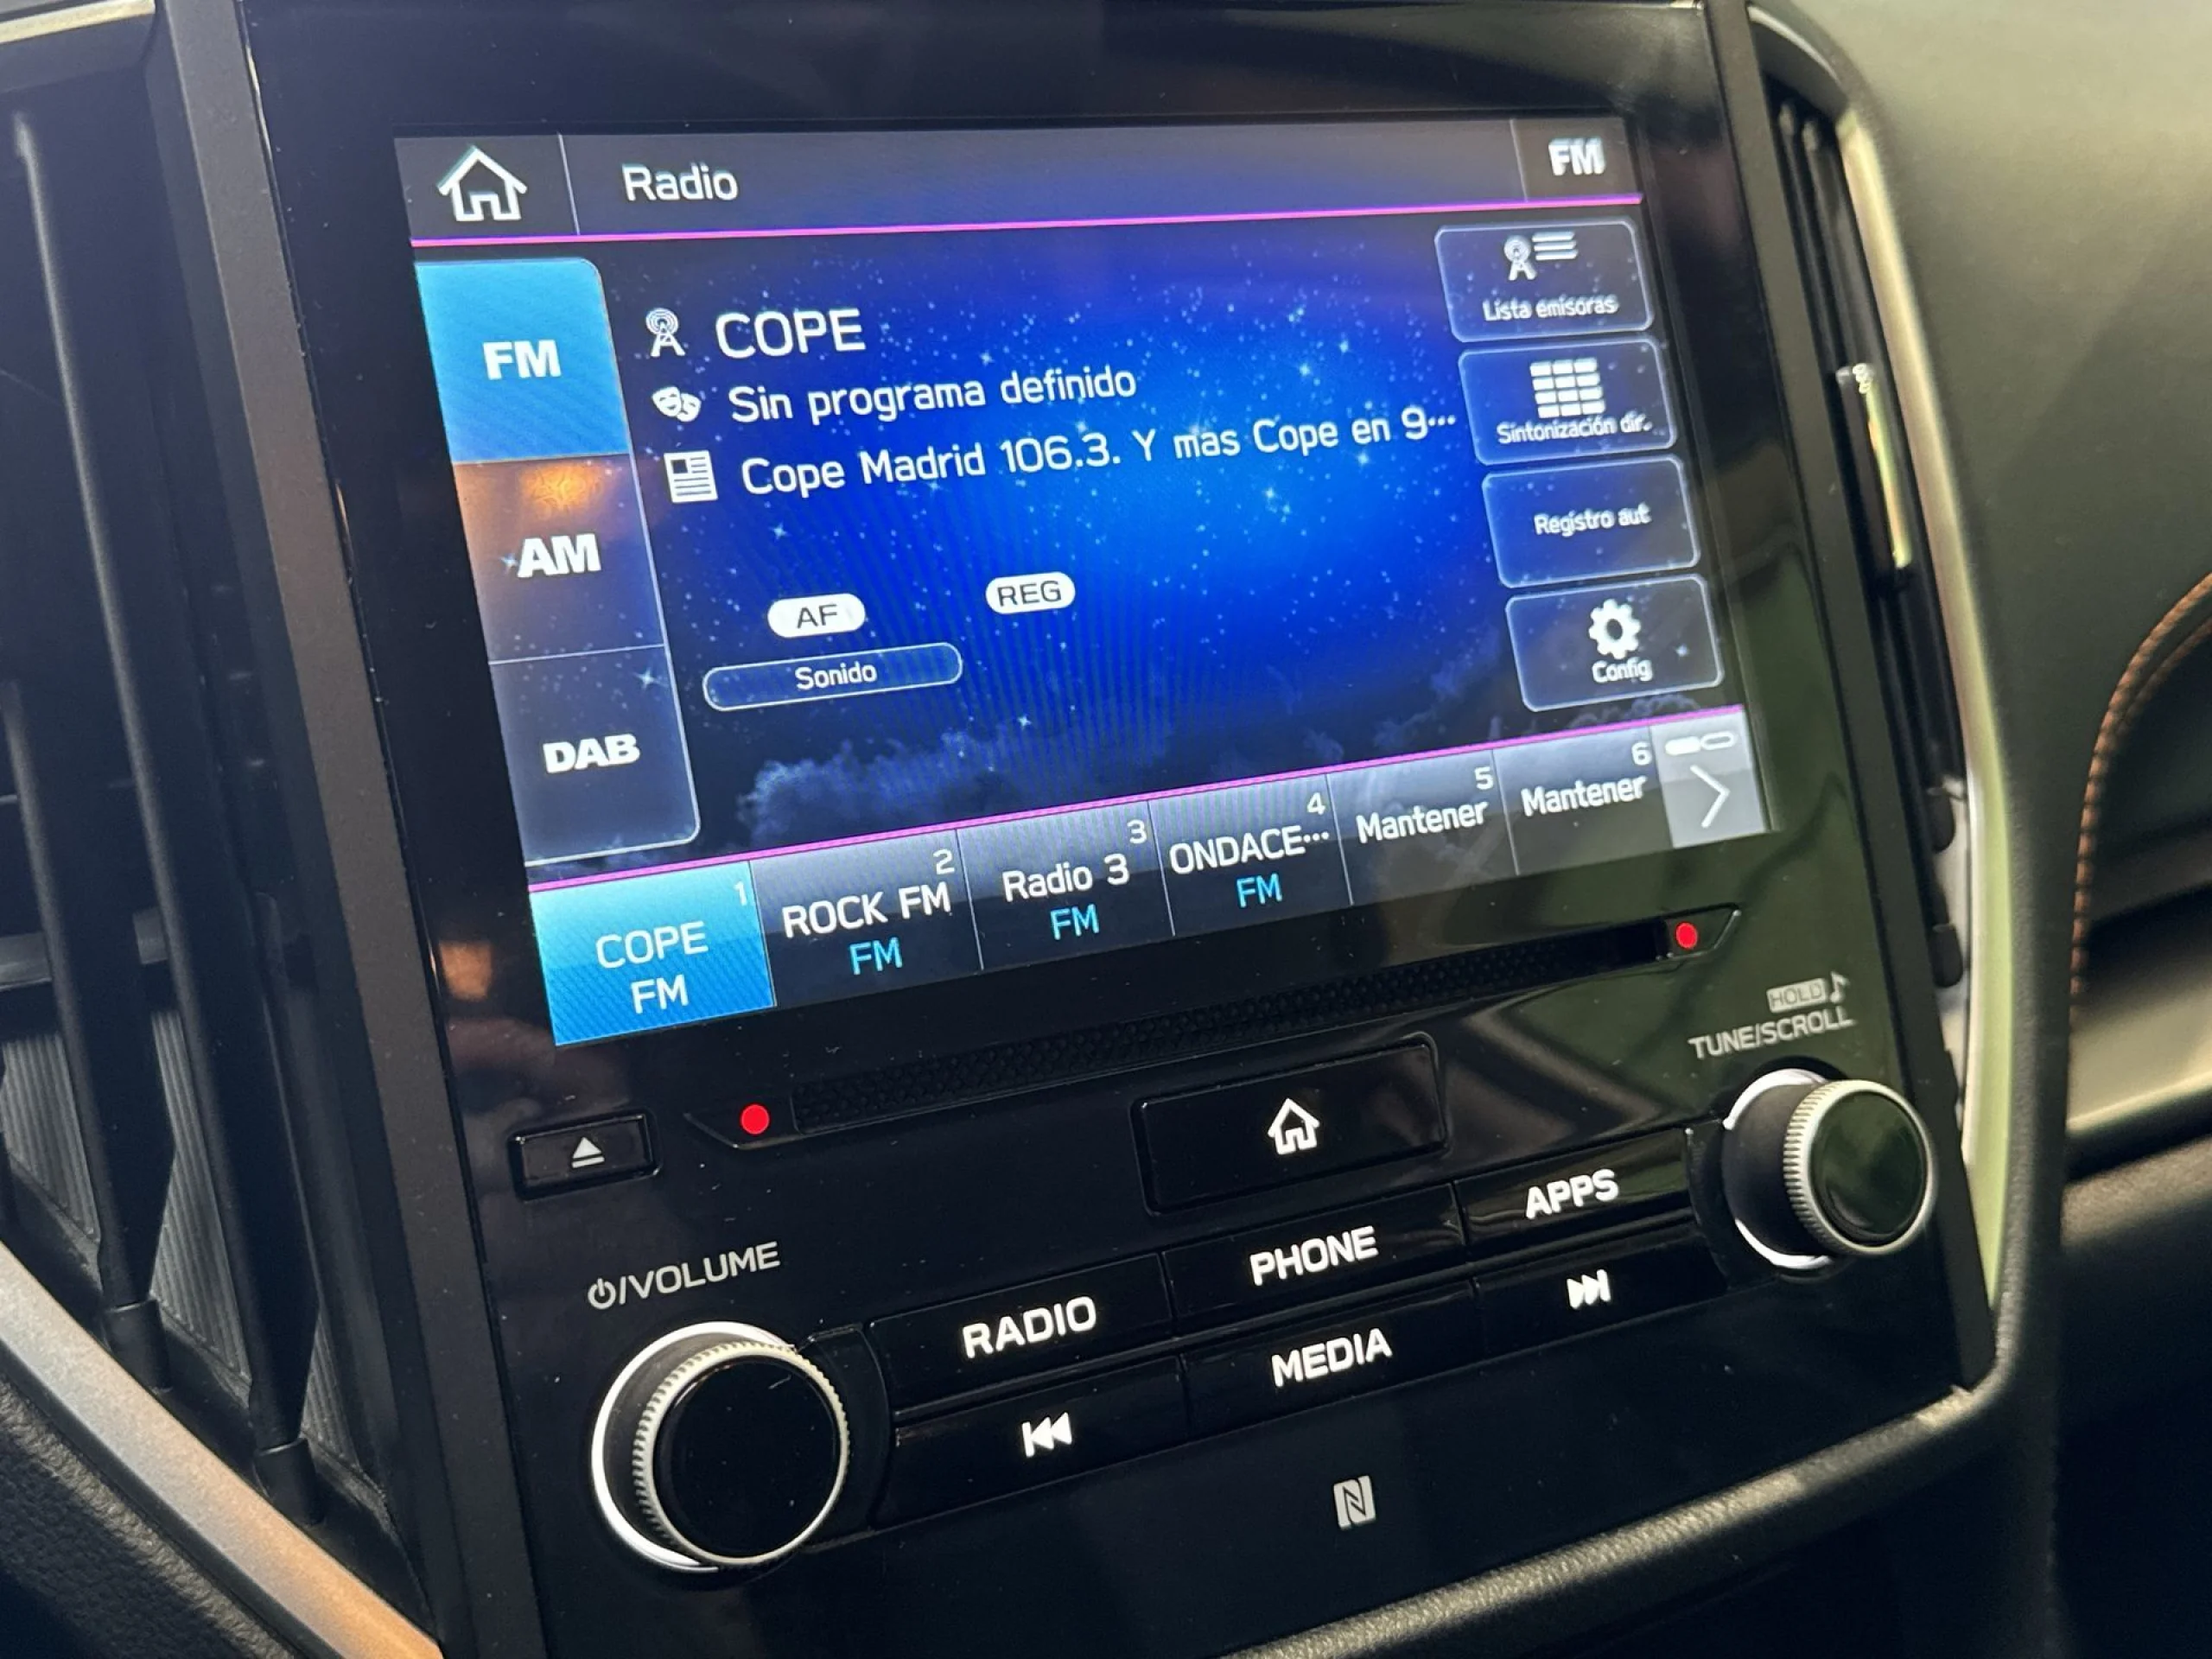 Radio
FM
FM
COPE
Sin programa definido
Cope Madrid 106.3. Y mas Cope en 9...
AM
DAB
AF
REG
Sonido
Lista emisoras
Sintonización dir.
Registro aut
Config
1
COPE
FM
2
ROCK FM
FM
3
Radio 3
FM
4
ONDACE...
FM
5
Mantener
6
Mantener
HOLD
TUNE/SCROLL
/VOLUME
RADIO
PHONE
APPS
MEDIA